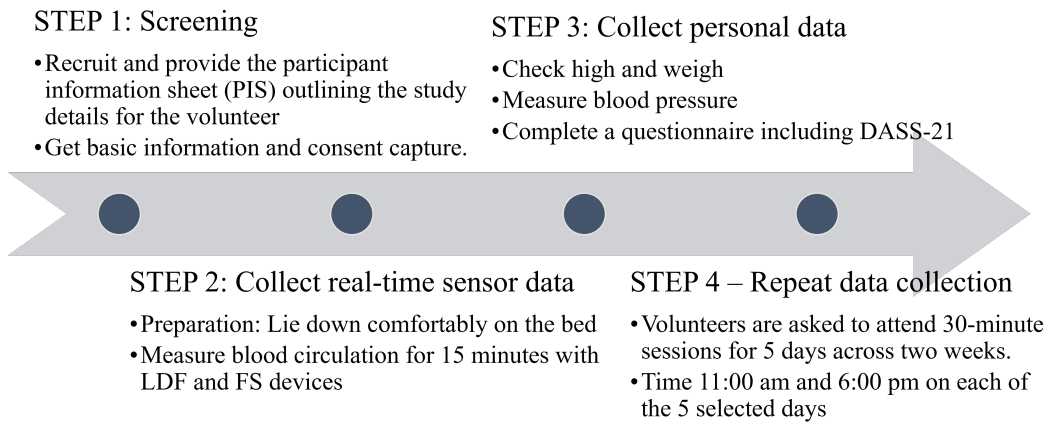 STEP 1: Screening
•Recruit and provide the participant
information sheet (PIS) outlining the study
details for the volunteer
•Get basic information and consent capture.
STEP 2: Collect real-time sensor data
•Preparation: Lie down comfortably on the bed
•Measure blood circulation for 15 minutes with
LDF and FS devices
STEP 3: Collect personal data
•Check high and weigh
•Measure blood pressure
•Complete a questionnaire including DASS-21
STEP 4 – Repeat data collection
•Volunteers are asked to attend 30-minute
sessions for 5 days across two weeks.
•Time 11:00 am and 6:00 pm on each of
the 5 selected days